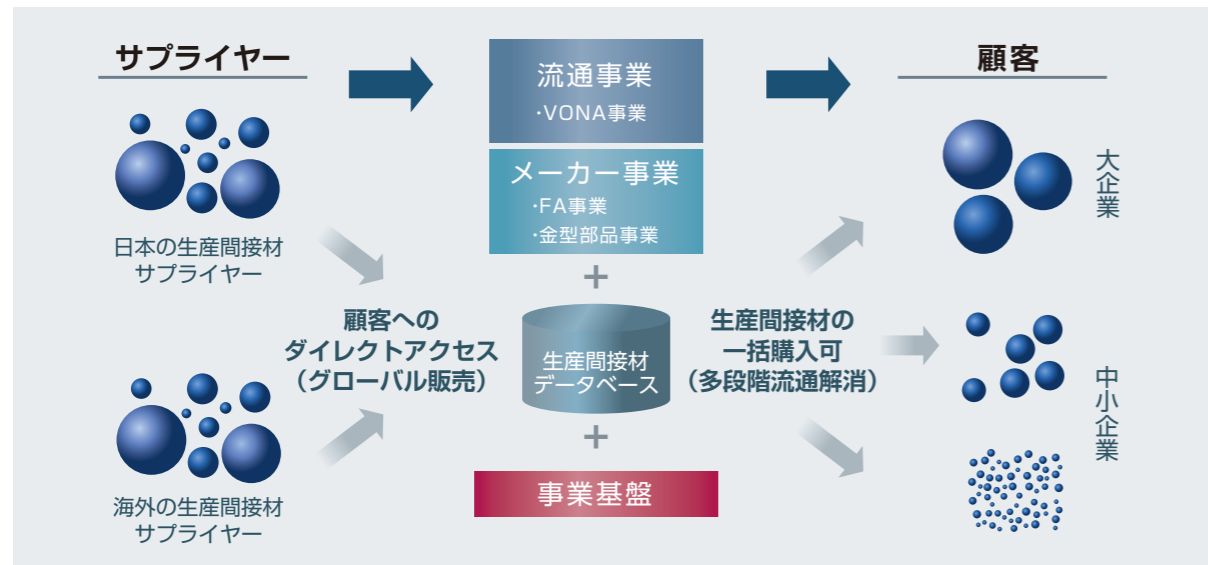 サプライヤー
日本の生産間接材
サプライヤー
海外の生産間接材
サプライヤー
顧客への
ダイレクトアクセス
（グローバル販売）
流通事業
・VONA事業
メーカー事業
・FA事業
・金型部品事業
＋
生産間接材
データベース
＋
事業基盤
生産間接材の
一括購入可
（多段階流通解消）
顧客
大企業
中小企業